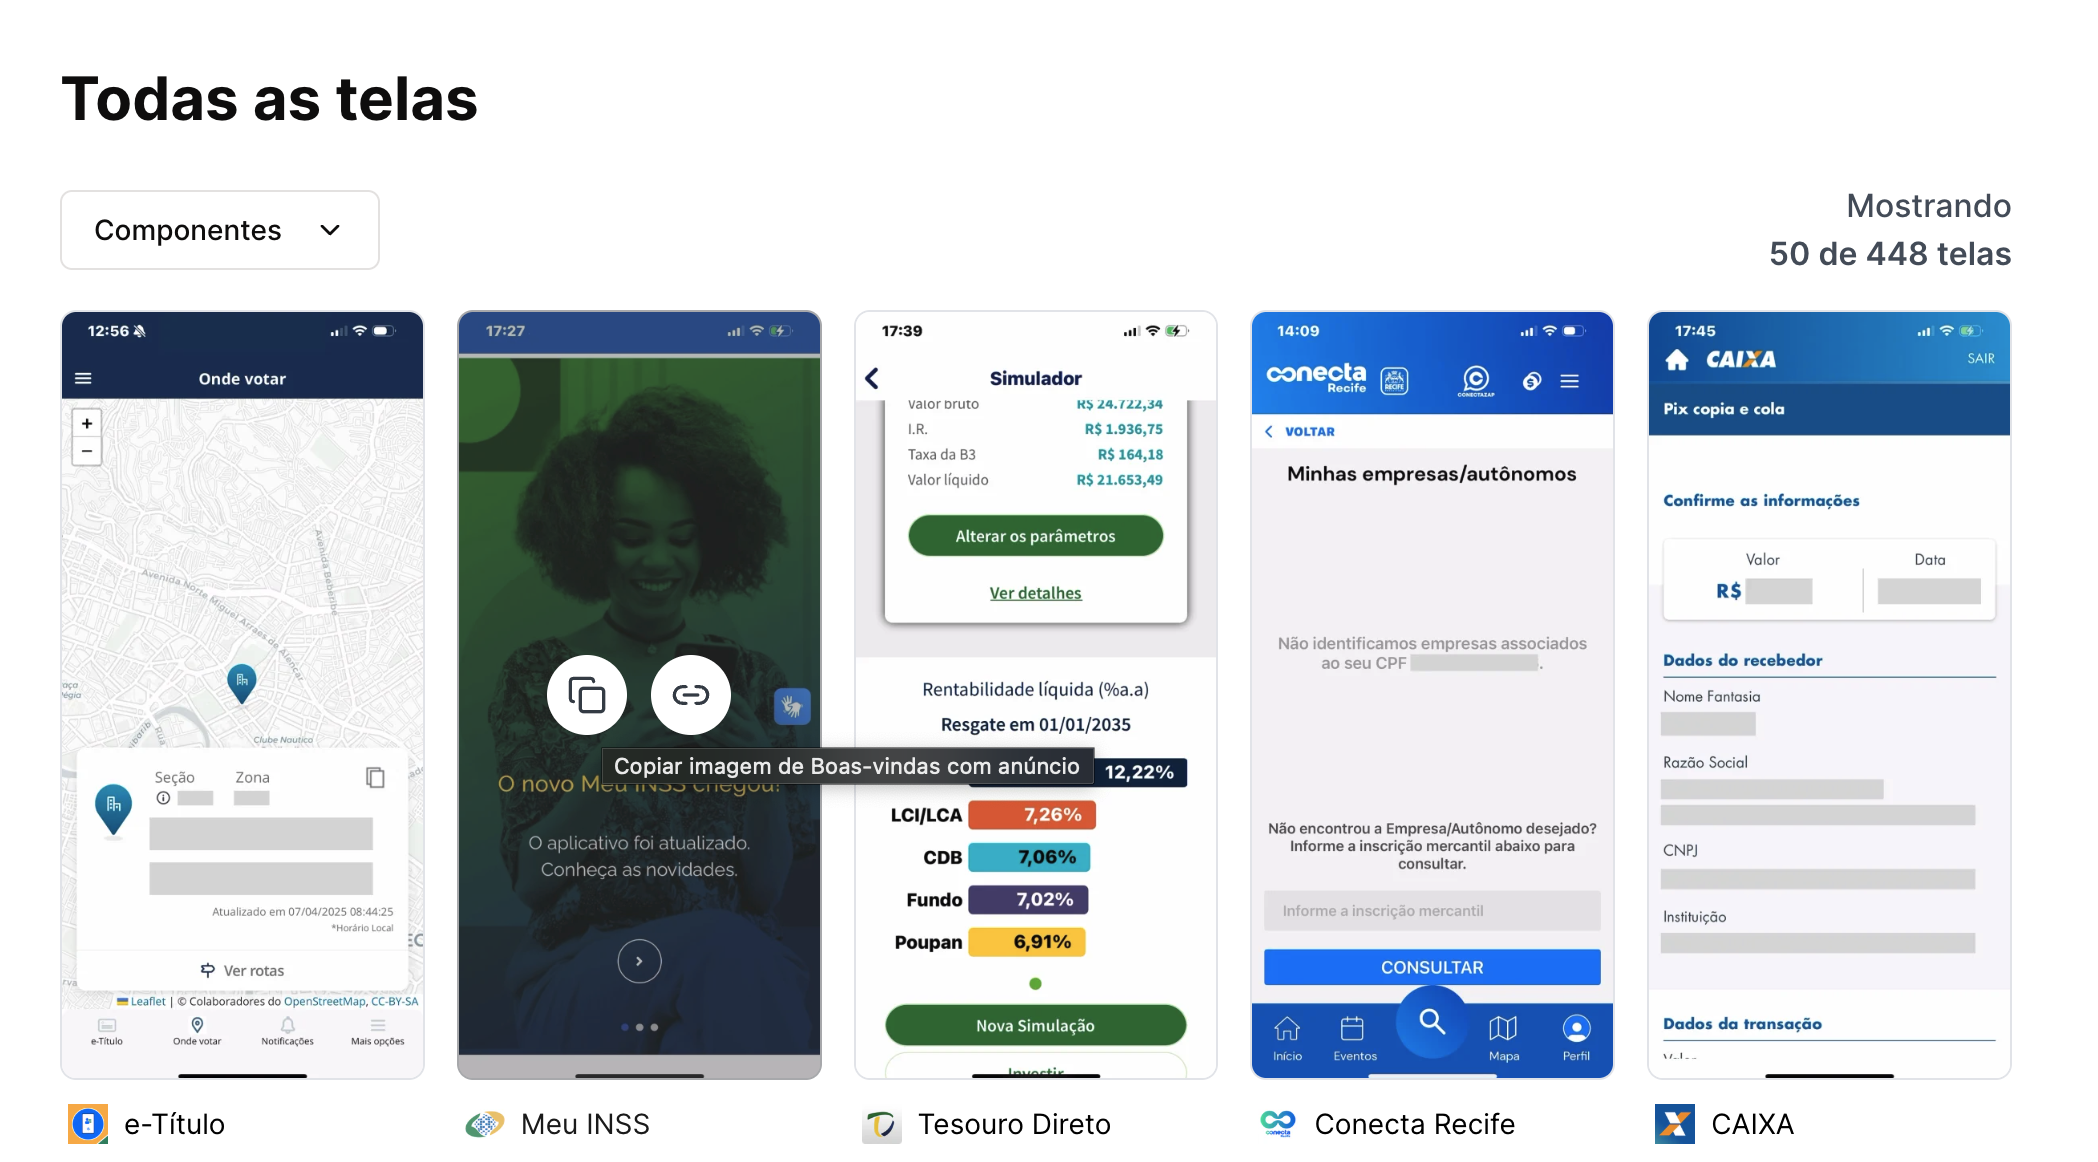 Todas as telas
Componentes
Mostrando
50 de 448 telas
12:56
Onde votar
+
−
Avenida Beberibe
Avenida Norte Miguel Arraes de Alencar
Clube Nautico
Seção
Zona
Atualizado em 07/04/2025 08:44:25
*Horário Local
Ver rotas
Leaflet | © Colaboradores do OpenStreetMap, CC-BY-SA
e-Título
Onde votar
Notificações
Mais opções
e-Título
17:27
Copiar imagem de Boas-vindas com anúncio
O novo Meu INSS chegou!
O aplicativo foi atualizado.
Conheça as novidades.
Meu INSS
17:39
Simulador
Valor bruto R$ 24.722,34
I.R. R$ 1.936,75
Taxa da B3 R$ 164,18
Valor líquido R$ 21.653,49
Alterar os parâmetros
Ver detalhes
Rentabilidade líquida (%a.a)
Resgate em 01/01/2035
12,22%
LCI/LCA 7,26%
CDB 7,06%
Fundo 7,02%
Poupan 6,91%
Nova Simulação
Investir
Tesouro Direto
14:09
conecta
Recife
RECIFE
CONECTAZAP
VOLTAR
Minhas empresas/autônomos
Não identificamos empresas associados
ao seu CPF .
Não encontrou a Empresa/Autônomo desejado?
Informe a inscrição mercantil abaixo para
consultar.
Informe a inscrição mercantil
CONSULTAR
Início
Eventos
Mapa
Perfil
Conecta Recife
17:45
CAIXA
SAIR
Pix copia e cola
Confirme as informações
Valor
Data
R$
Dados do recebedor
Nome Fantasia
Razão Social
CNPJ
Instituição
Dados da transação
Valor
CAIXA